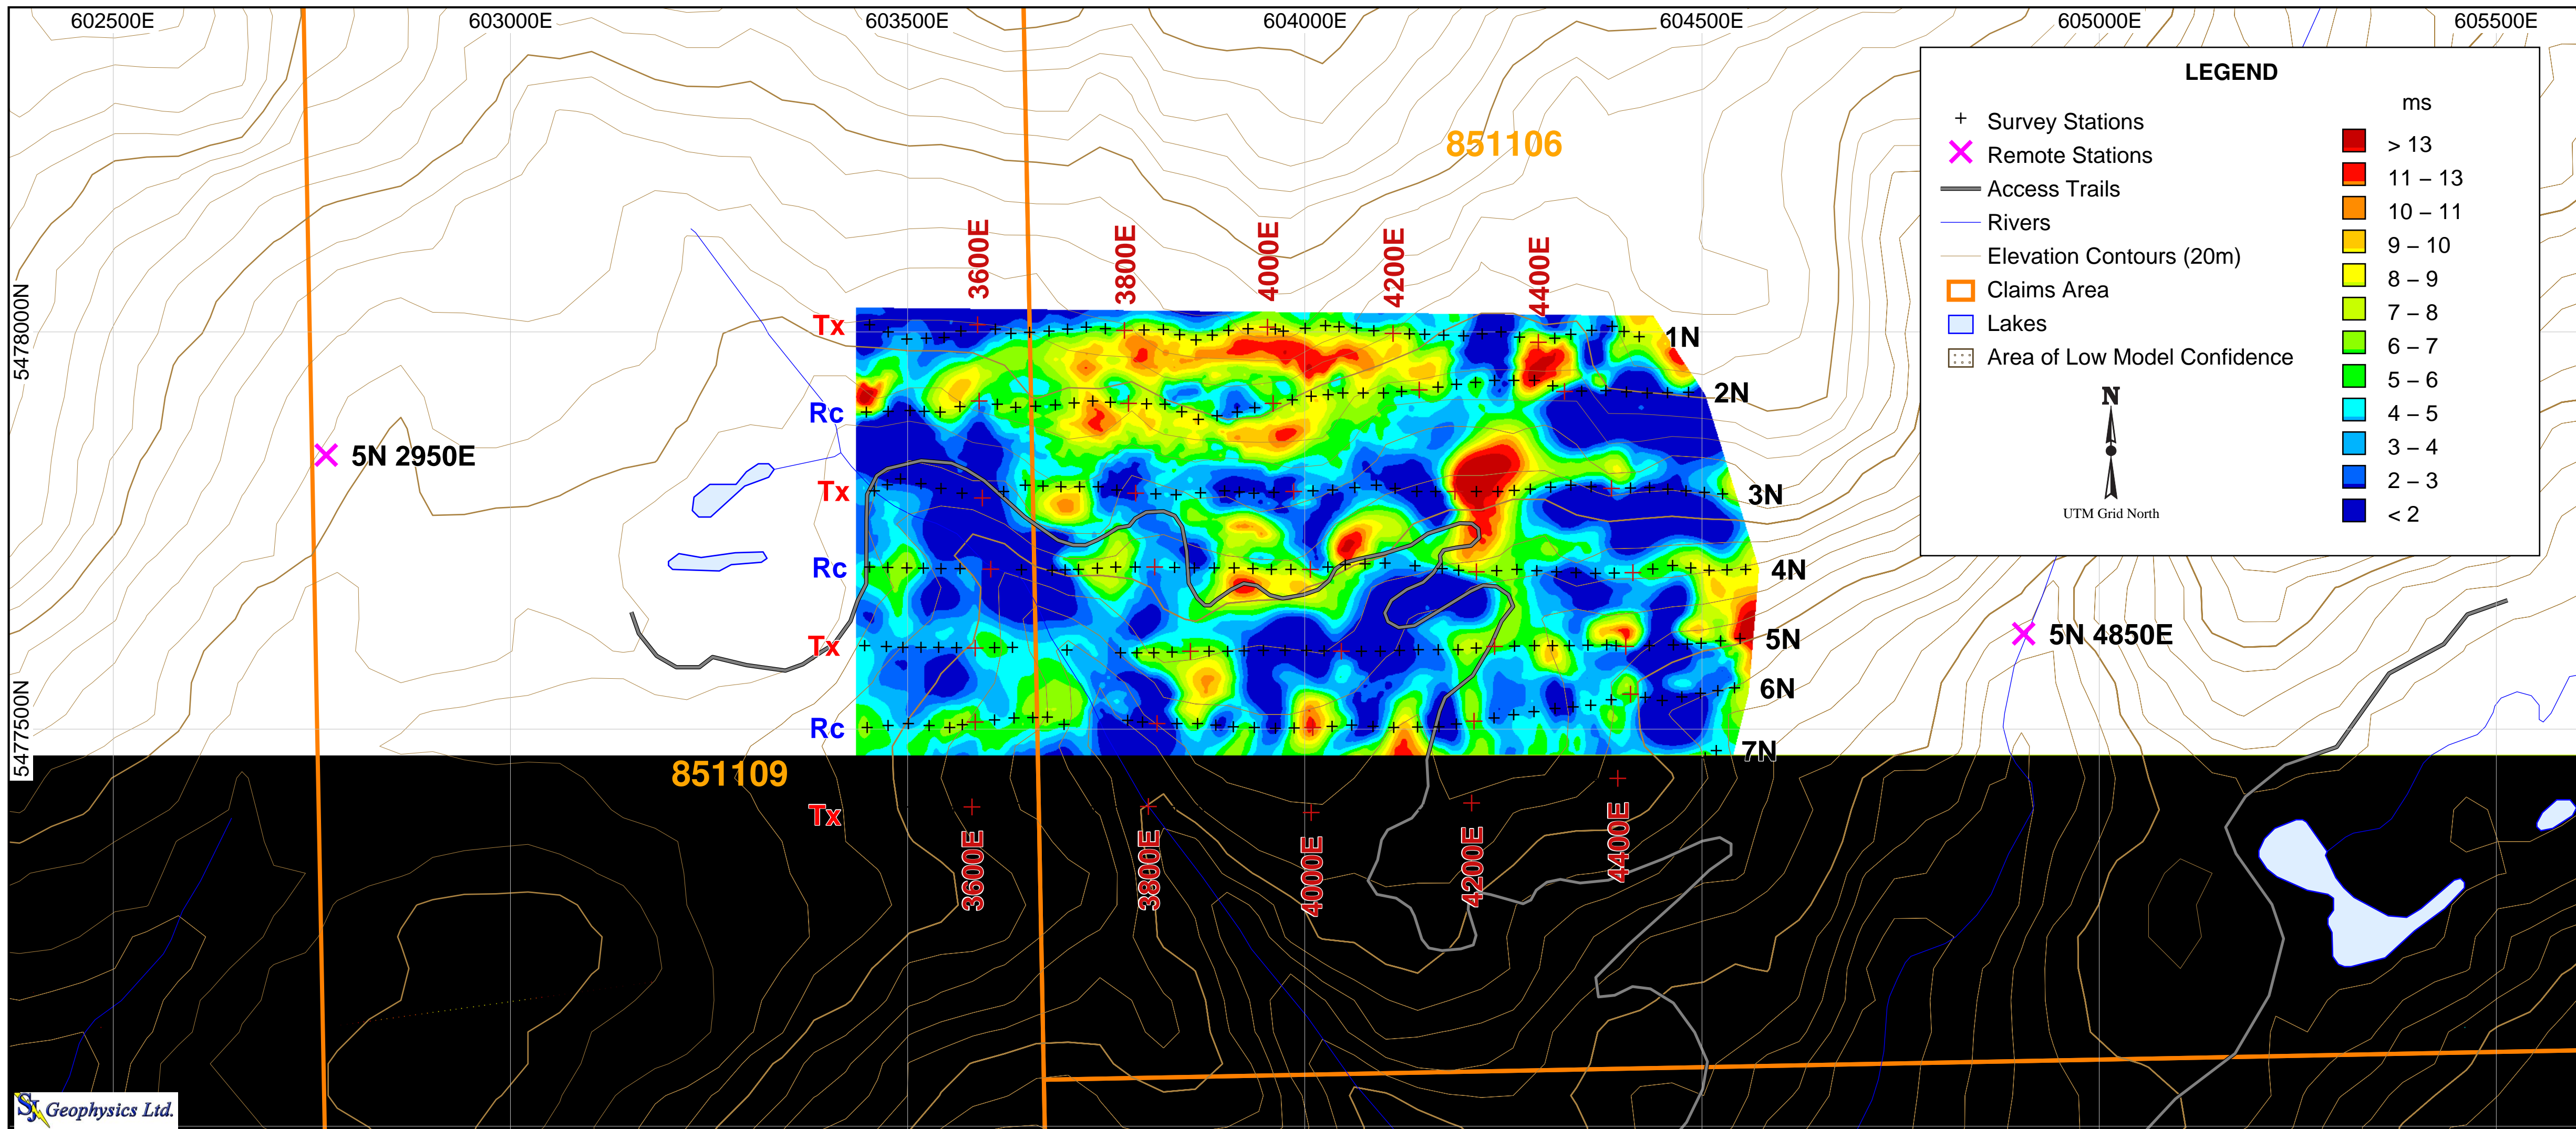 602500E 603000E 603500E 604000E 604500E 605000E 605500E
LEGEND
ms
Survey Stations
Remote Stations
Access Trails
Rivers
Elevation Contours (20m)
Claims Area
Lakes
Area of Low Model Confidence
N
UTM Grid North
> 13
11 – 13
10 – 11
9 – 10
8 – 9
7 – 8
6 – 7
5 – 6
4 – 5
3 – 4
2 – 3
< 2
851106
3600E 3800E 4000E 4200E 4400E
5478000N
Tx 1N
Rc 2N
5N 2950E
Tx 3N
Rc 4N
Tx 5N
5N 4850E
6N
5477500N
Rc
7N
851109
Tx
3600E 3800E 4000E 4200E 4400E
SJ Geophysics Ltd.